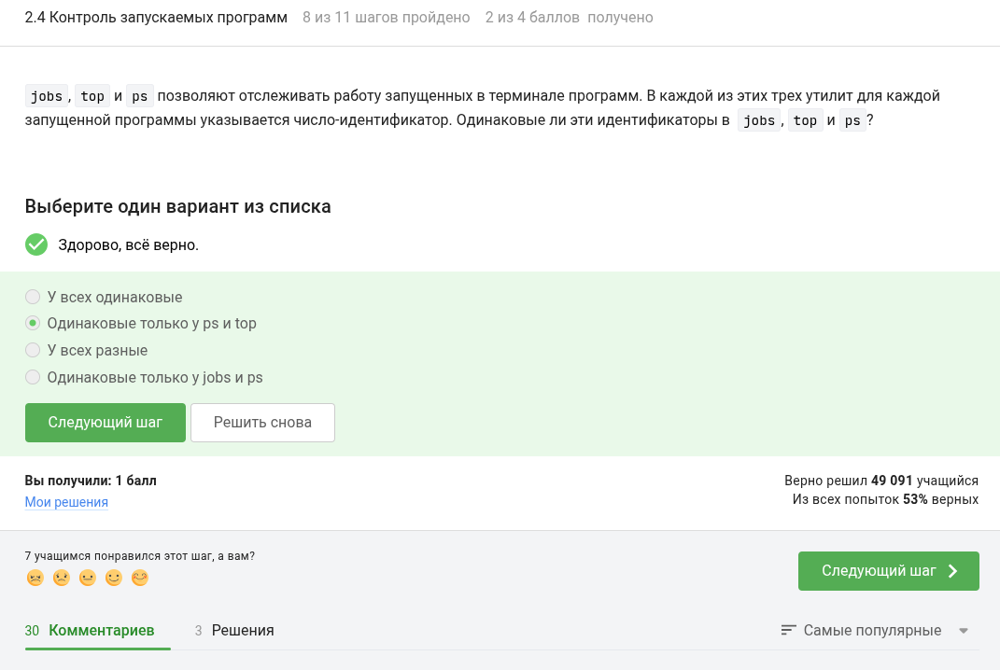 2.4 Контроль запускаемых программ 8 из 11 шагов пройдено 2 из 4 баллов получено
jobs, top и ps позволяют отслеживать работу запущенных в терминале программ. В каждой из этих трех утилит для каждой
запущенной программы указывается число-идентификатор. Одинаковые ли эти идентификаторы в jobs, top и ps?
Выберите один вариант из списка
Здорово, всё верно.
У всех одинаковые
Одинаковые только у ps и top
У всех разные
Одинаковые только у jobs и ps
Следующий шаг Решить снова
Вы получили: 1 балл
Мои решения
Верно решил 49 091 учащийся
Из всех попыток 53% верных
7 учащимся понравился этот шаг, а вам?
Следующий шаг
30 Комментариев 3 Решения Самые популярные